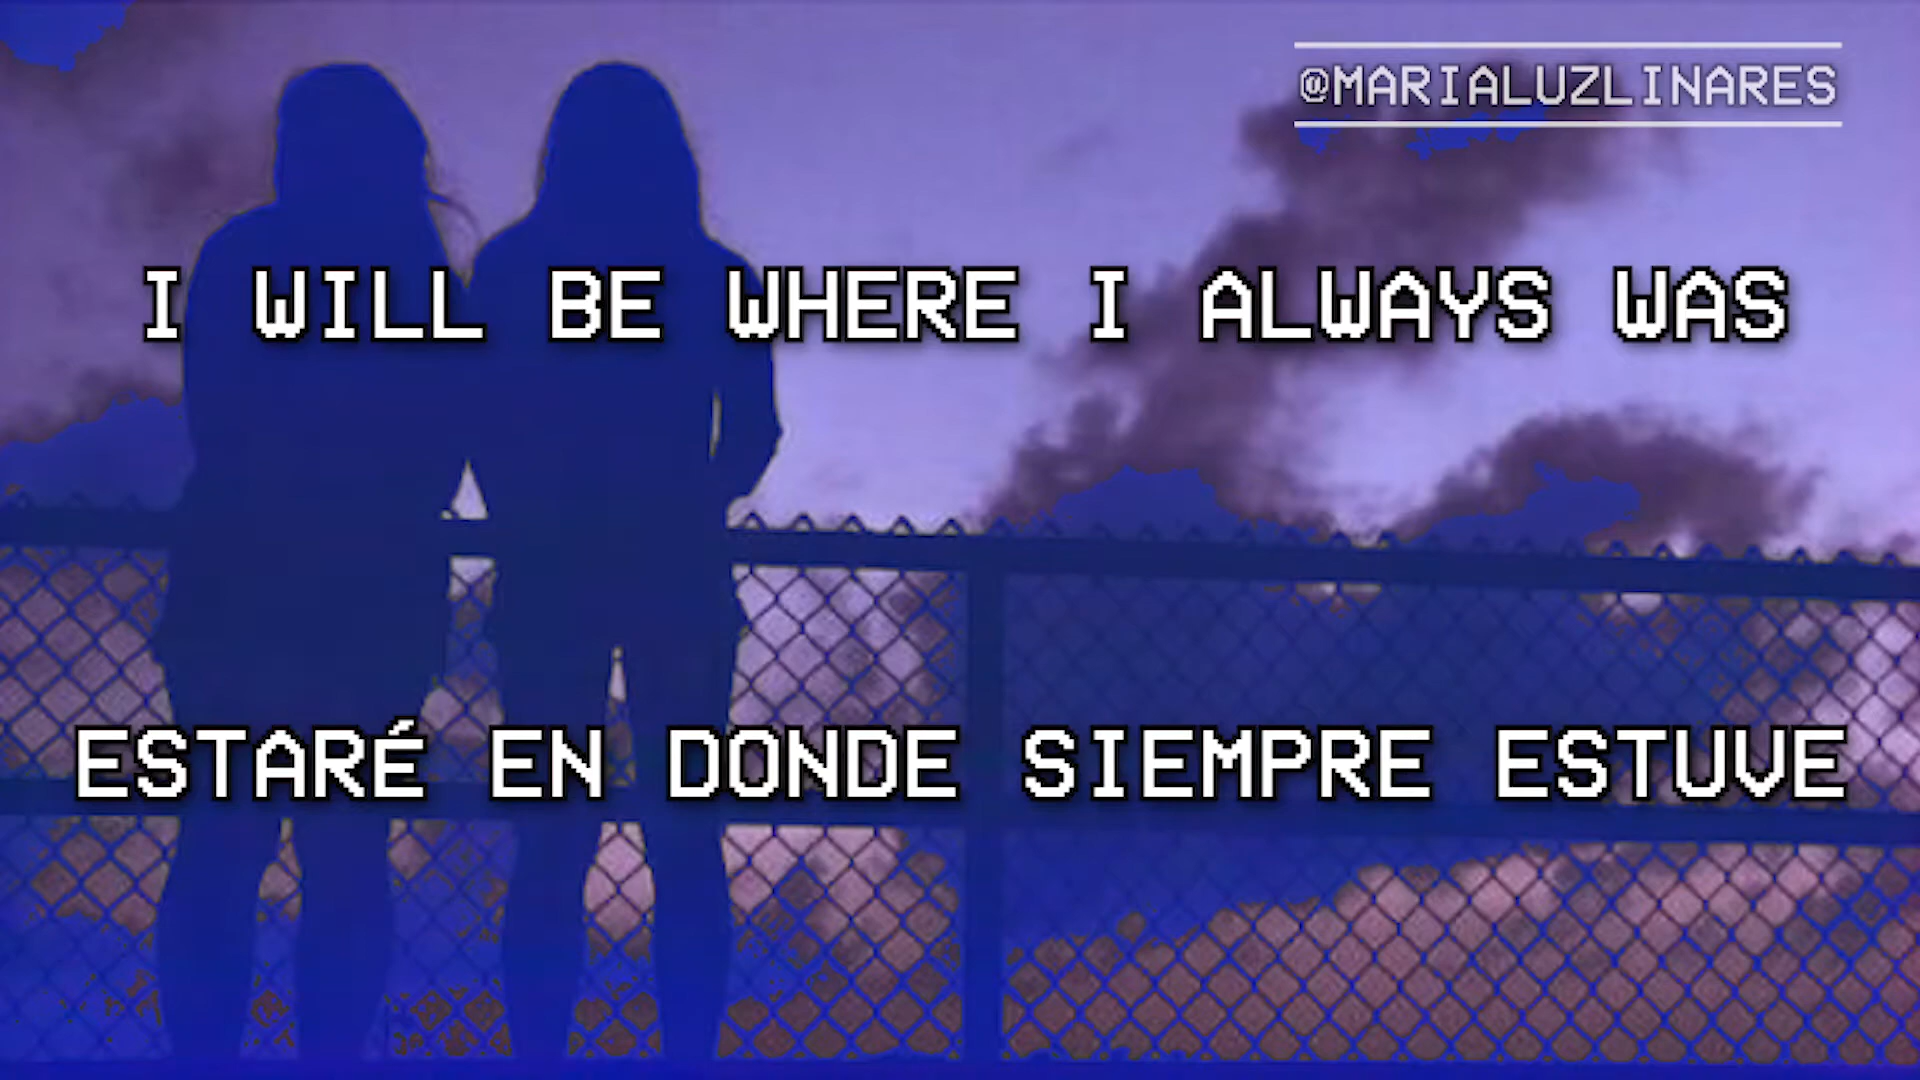 @MARIALUZLINARES
I WILL BE WHERE I ALWAYS WAS
ESTARÉ EN DONDE SIEMPRE ESTUVE